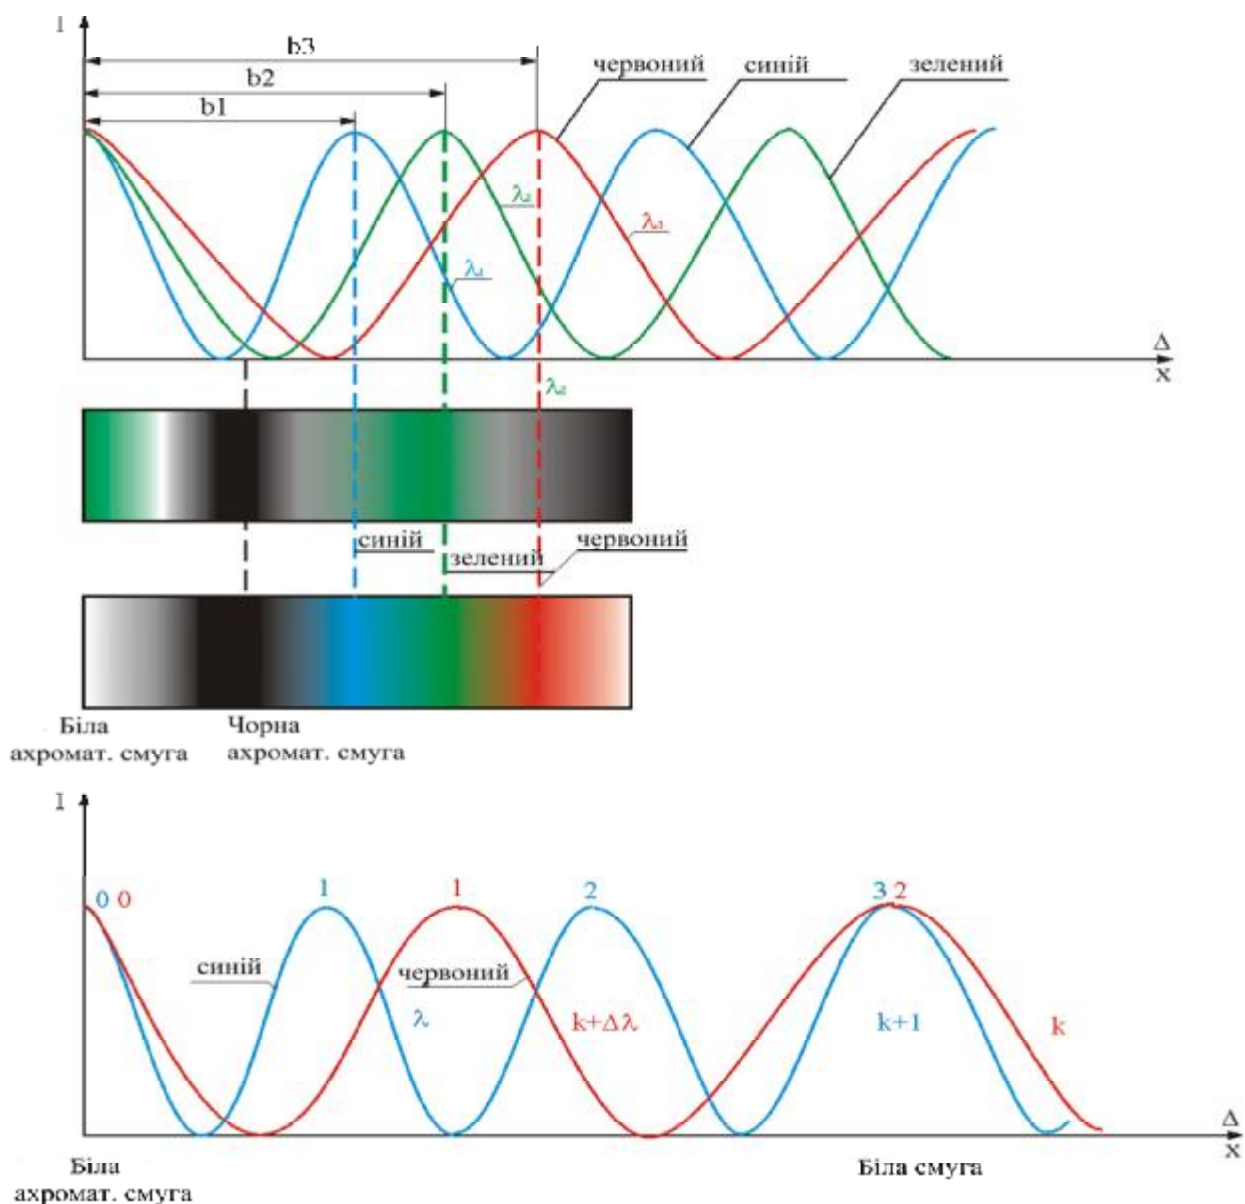 I
b3
b2
b1
червоний
синій
зелений
λ₂
λ₃
λ₁
Δ
x
λ₂
синій
зелений
червоний
Біла
ахромат. смуга
Чорна
ахромат. смуга
I
0 0
1
1
2
3 2
синій
червоний
λ
k+Δλ
k+1
k
Δ
x
Біла
ахромат. смуга
Біла смуга